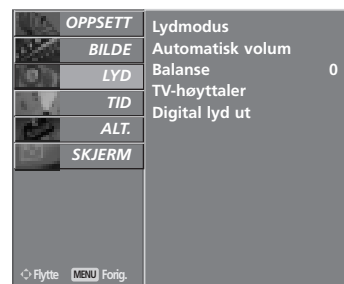 OPPSETT
BILDE
LYD
TID
ALT.
SKJERM
Lydmodus
Automatisk volum
Balanse 0
TV-høyttaler
Digital lyd ut
Flytte MENU Forig.